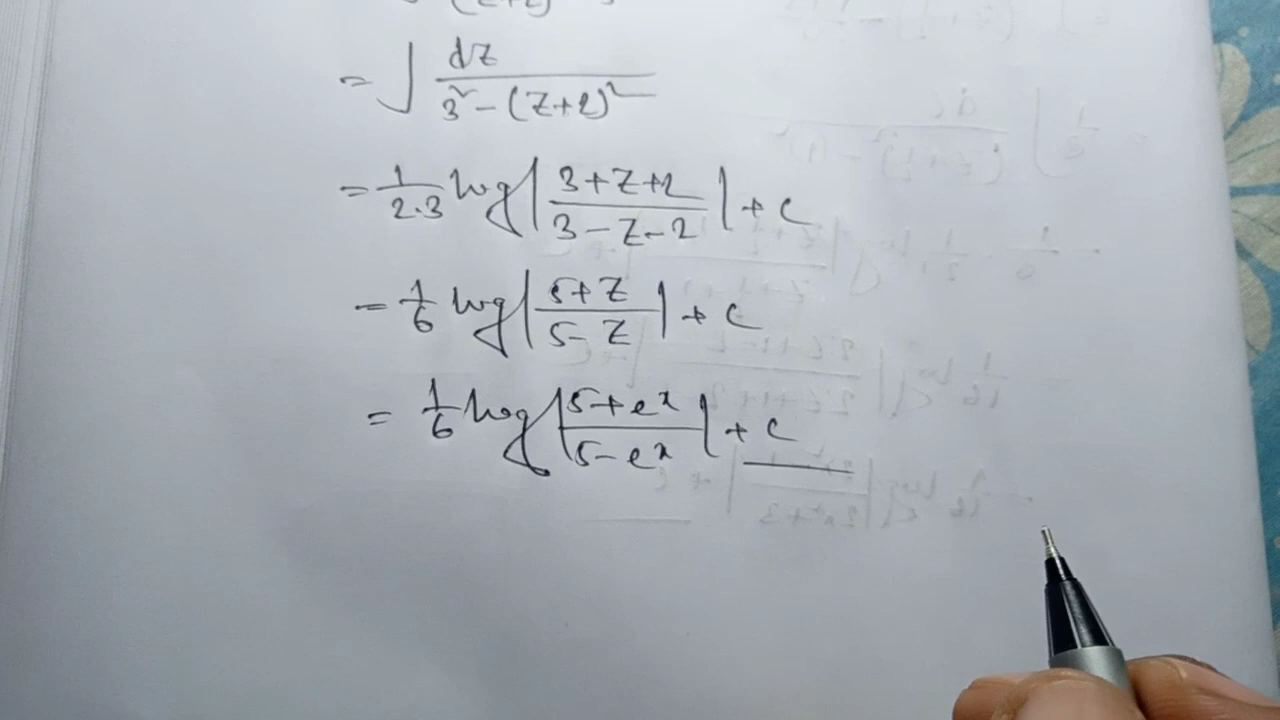 (z+2)
= ∫ dz / 3² - (z+2)²
= 1/2.3 log |3+z+2 / 3-z-2| + c
= 1/6 log |5+z / 5-z| + c
= 1/6 log |5+eˣ / 5-eˣ| + c